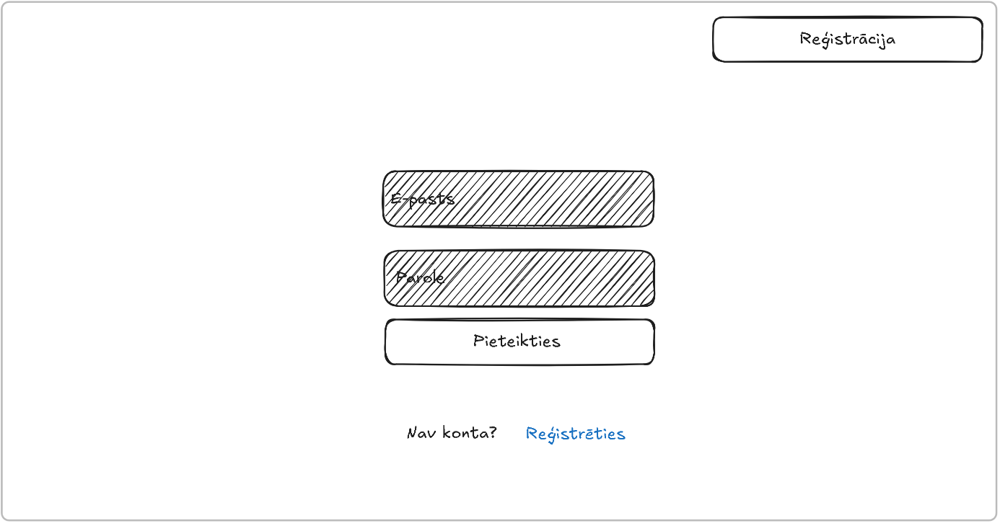 Reģistrācija
E-pasts
Parole
Pieteikties
Nav konta? Reģistrēties